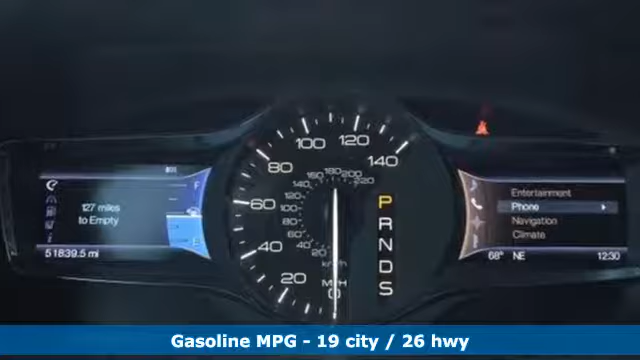 127 miles
to Empty
51839.5 mi
F
E
0
20
40
60
80
100
120
140
20
40
60
80
100
120
140
160
180
200
220
km/h
MPH
P
R
N
D
S
Entertainment
Phone
Navigation
Climate
68° NE 12:30
Gasoline MPG - 19 city / 26 hwy